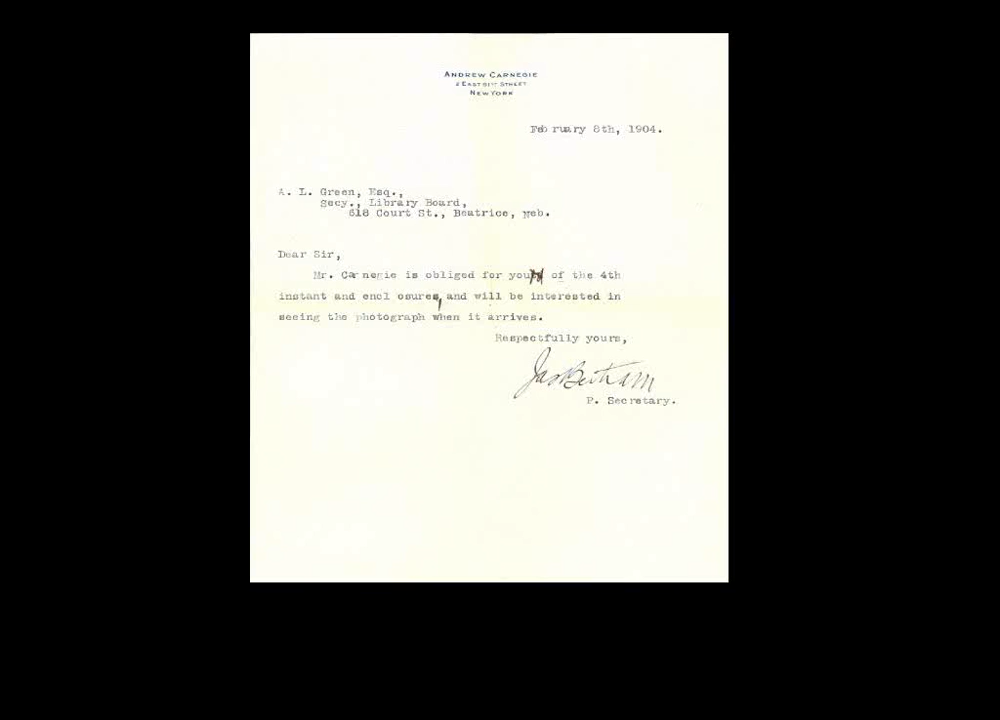 ANDREW CARNEGIE
2 EAST 91ST STREET
NEW YORK
February 8th, 1904.
A. L. Green, Esq.,
Secy., Library Board,
618 Court St., Beatrice, Neb.
Dear Sir,
Mr. Carnegie is obliged for yours of the 4th
instant and enclosures, and will be interested in
seeing the photograph when it arrives.
Respectfully yours,
Jas Bertram
P. Secretary.